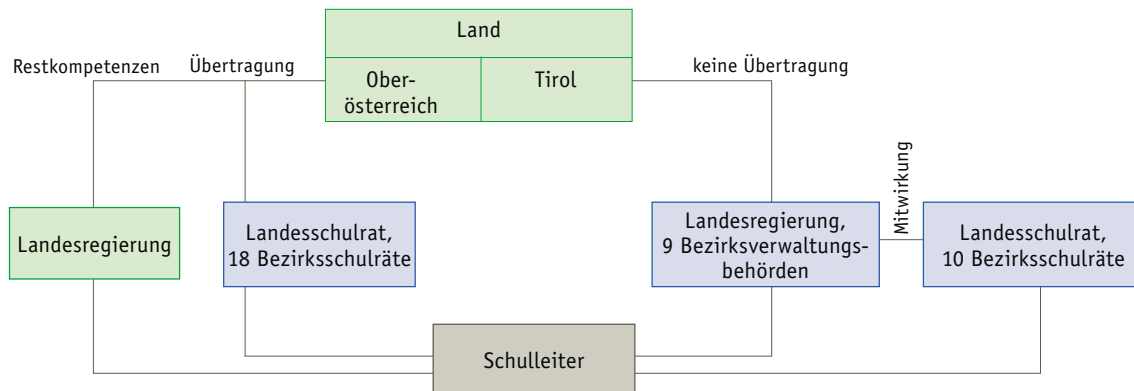 Land
Restkompetenzen
Übertragung
keine Übertragung
Ober-
österreich
Tirol
Mitwirkung
Landesregierung
Landesschulrat,
18 Bezirksschulräte
Landesregierung,
9 Bezirksverwaltungs-
behörden
Landesschulrat,
10 Bezirksschulräte
Schulleiter